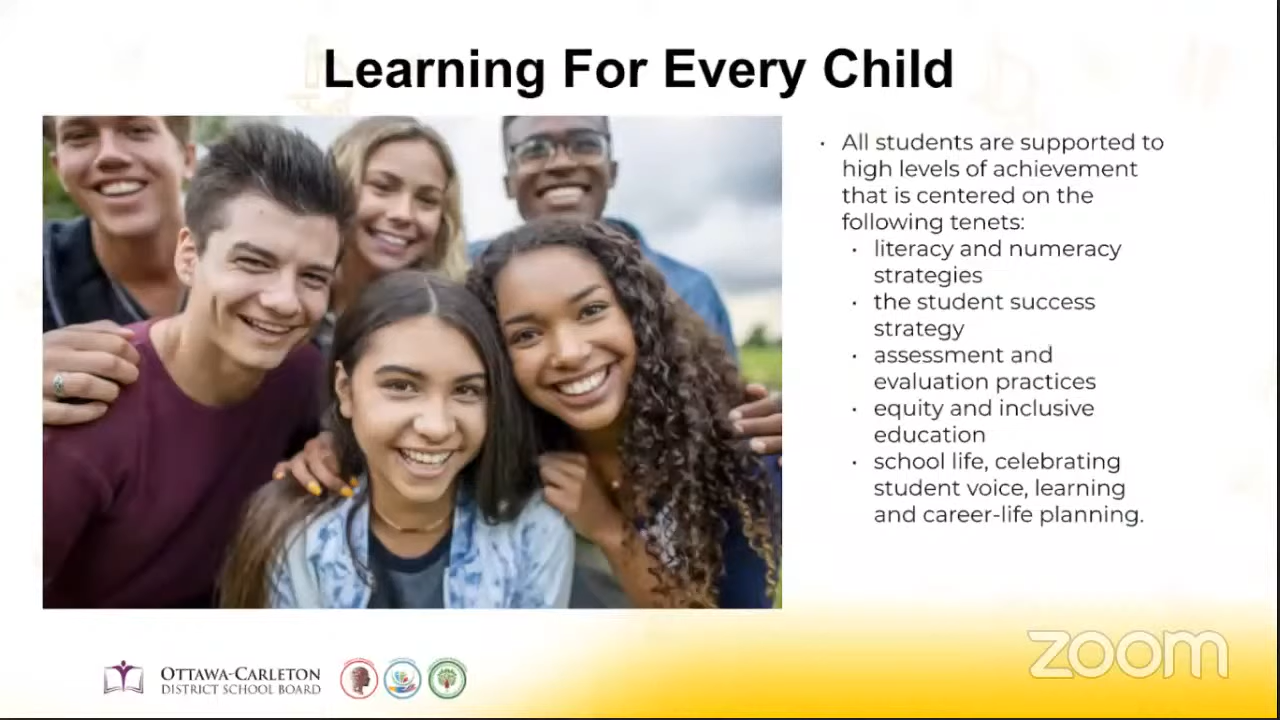 Learning For Every Child
· All students are supported to
high levels of achievement
that is centered on the
following tenets:
· literacy and numeracy
strategies
· the student success
strategy
· assessment and
evaluation practices
· equity and inclusive
education
· school life, celebrating
student voice, learning
and career-life planning.
OTTAWA-CARLETON
DISTRICT SCHOOL BOARD
zoom